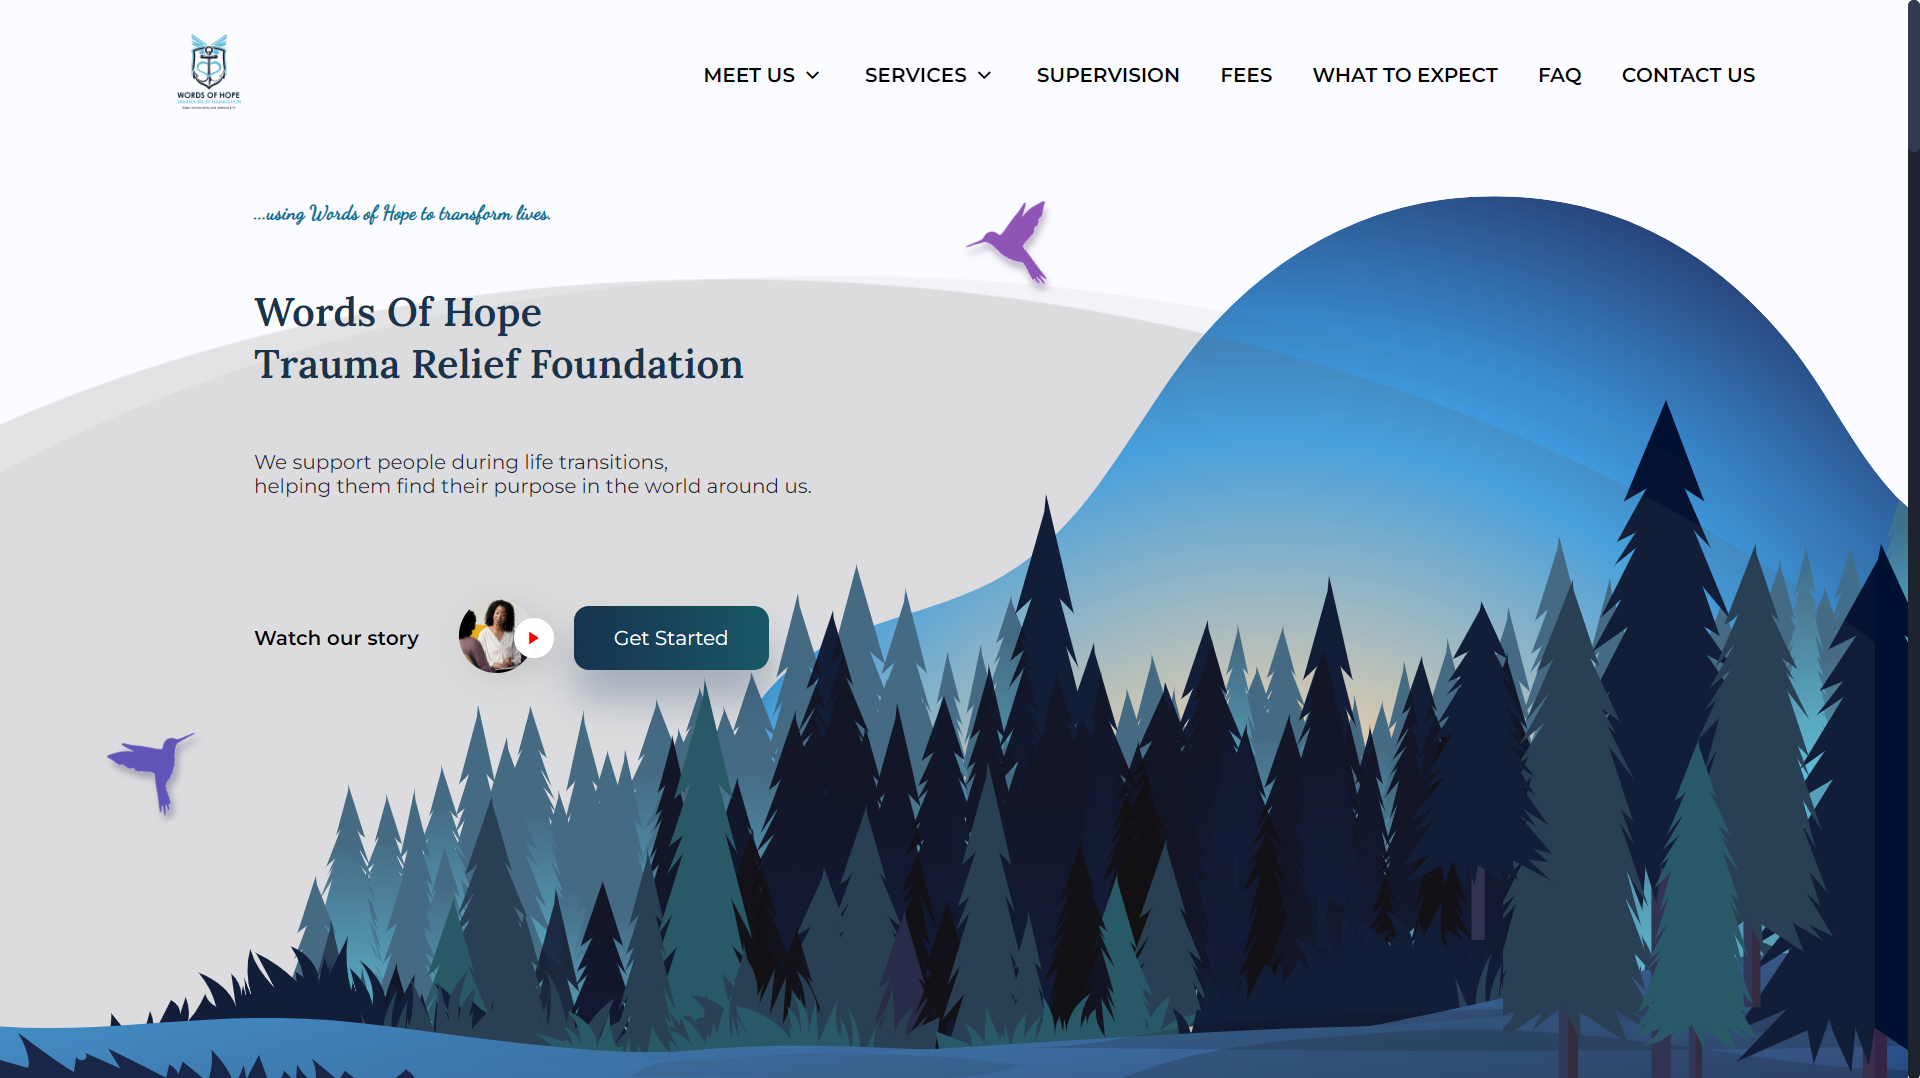 WORDS OF HOPE
TRAUMA RELIEF FOUNDATION
MEET US
SERVICES
SUPERVISION
FEES
WHAT TO EXPECT
FAQ
CONTACT US
...using Words of Hope to transform lives.
Words Of Hope
Trauma Relief Foundation
We support people during life transitions,
helping them find their purpose in the world around us.
Watch our story
Get Started